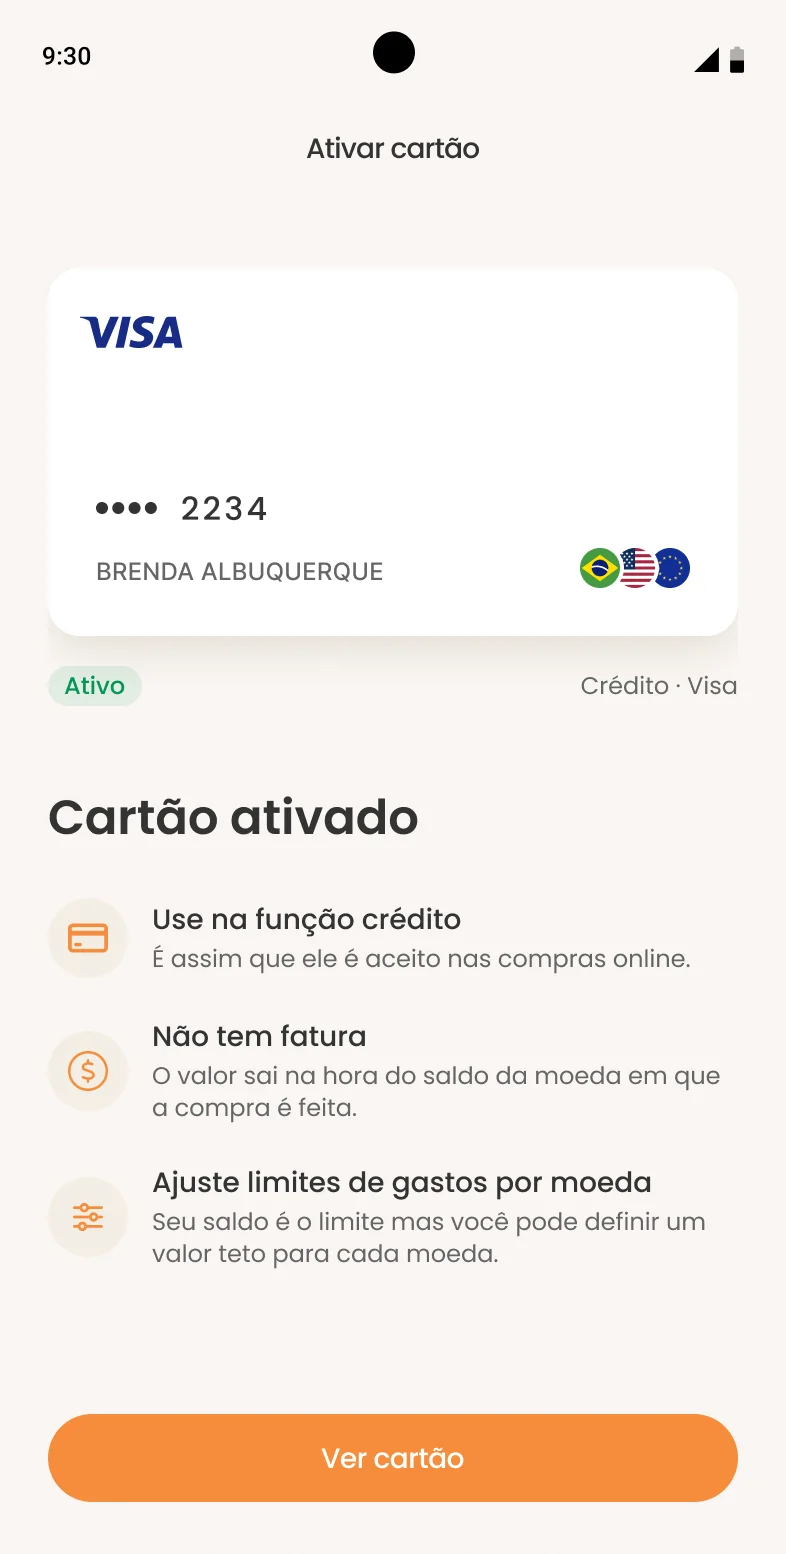 9:30
Ativar cartão
VISA
•••• 2234
BRENDA ALBUQUERQUE
Ativo
Crédito · Visa
Cartão ativado
Use na função crédito
É assim que ele é aceito nas compras online.
Não tem fatura
O valor sai na hora do saldo da moeda em que
a compra é feita.
Ajuste limites de gastos por moeda
Seu saldo é o limite mas você pode definir um
valor teto para cada moeda.
Ver cartão